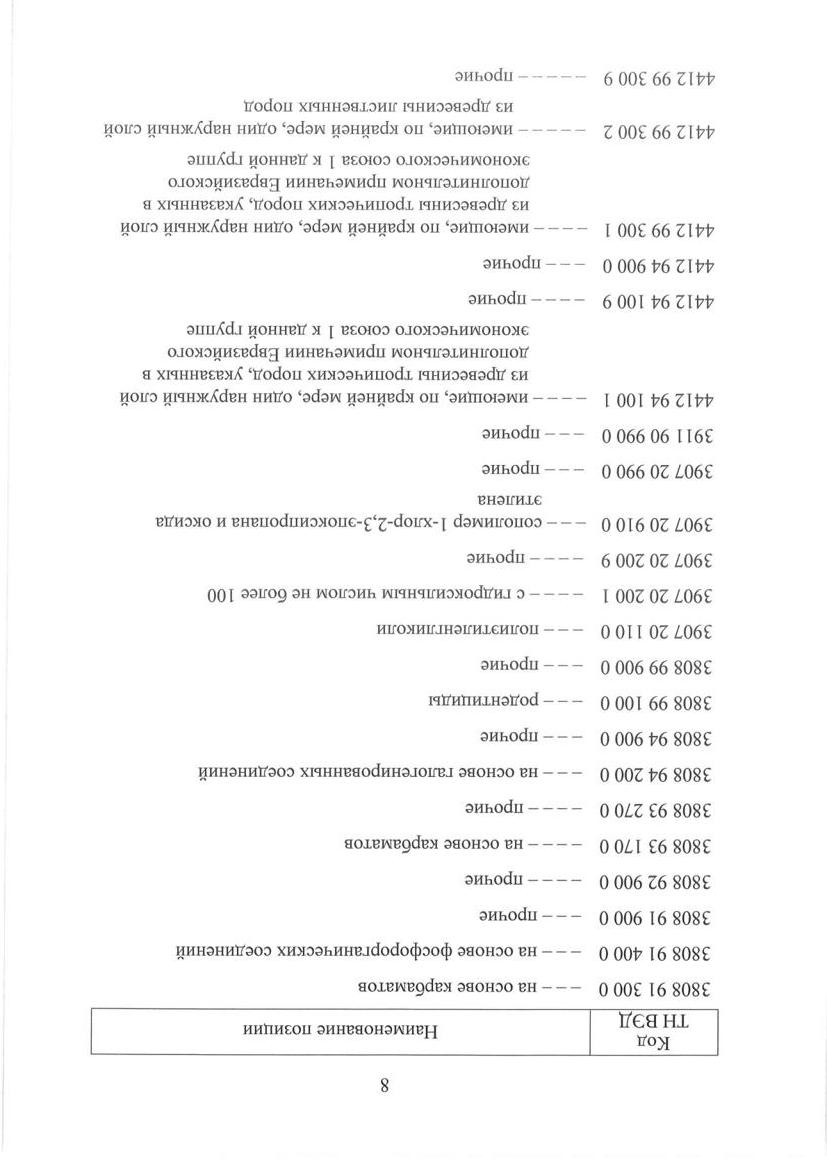 8
Код
ТН ВЭД
Наименование позиции
3808 91 300 0 – – – на основе карбаматов
3808 91 400 0 – – – на основе фосфорорганических соединений
3808 91 900 0 – – – прочие
3808 92 900 0 – – – – прочие
3808 93 170 0 – – – – на основе карбаматов
3808 93 270 0 – – – – прочие
3808 94 200 0 – – – на основе галогенированных соединений
3808 94 900 0 – – – прочие
3808 99 100 0 – – – родентициды
3808 99 900 0 – – – прочие
3907 20 110 0 – – – полиэтиленгликоли
3907 20 200 1 – – – – с гидроксильным числом не более 100
3907 20 200 9 – – – – прочие
3907 20 910 0 – – – сополимер 1-хлор-2,3-эпоксипропана и оксида
этилена
3907 20 990 0 – – – прочие
3911 90 990 0 – – – прочие
4412 94 100 1 – – – – имеющие, по крайней мере, один наружный слой
из древесины тропических пород, указанных в
дополнительном примечании Евразийского
экономического союза 1 к данной группе
4412 94 100 9 – – – – прочие
4412 94 900 0 – – – прочие
4412 99 300 1 – – – – имеющие, по крайней мере, один наружный слой
из древесины тропических пород, указанных в
дополнительном примечании Евразийского
экономического союза 1 к данной группе
4412 99 300 2 – – – – – имеющие, по крайней мере, один наружный слой
из древесины лиственных пород
4412 99 300 9 – – – – – прочие